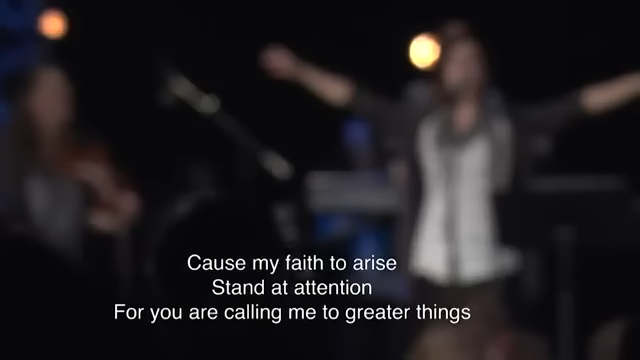 Cause my faith to arise
Stand at attention
For you are calling me to greater things